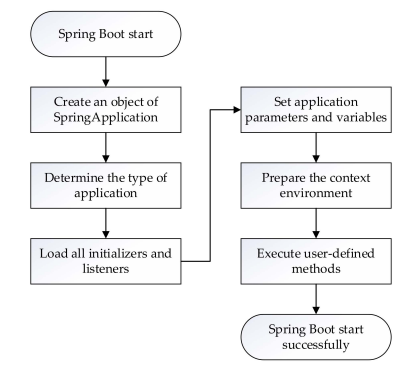 Spring Boot start
Create an object of
SpringApplication
Determine the type of
application
Load all initializers and
listeners
Set application
parameters and variables
Prepare the context
environment
Execute user-defined
methods
Spring Boot start
successfully